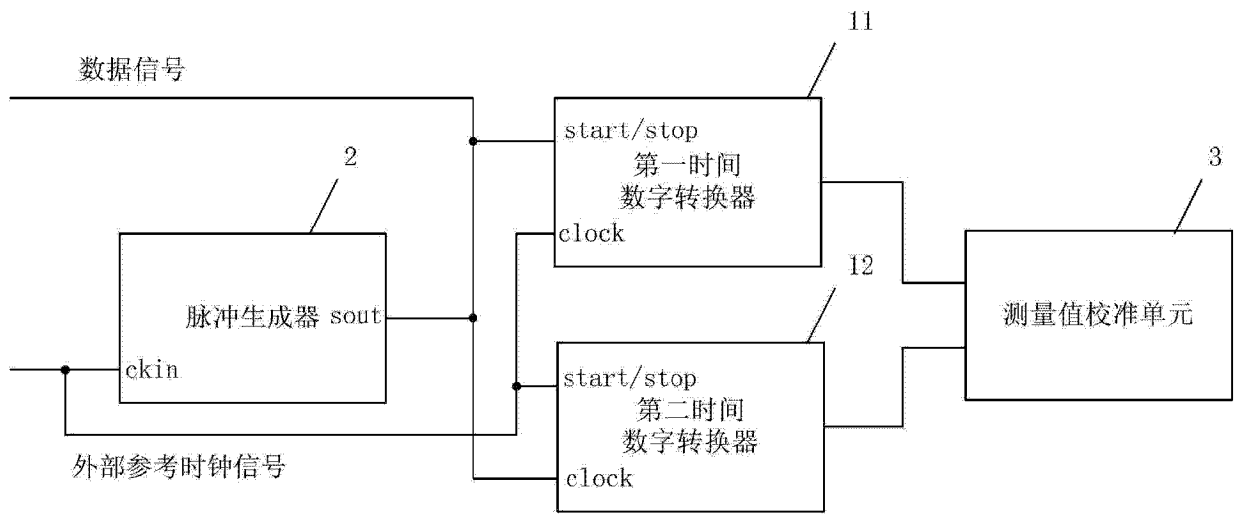 11
数据信号
start/stop
第一时间
数字转换器
clock
2
3
脉冲生成器 sout
ckin
12
测量值校准单元
start/stop
第二时间
数字转换器
clock
外部参考时钟信号